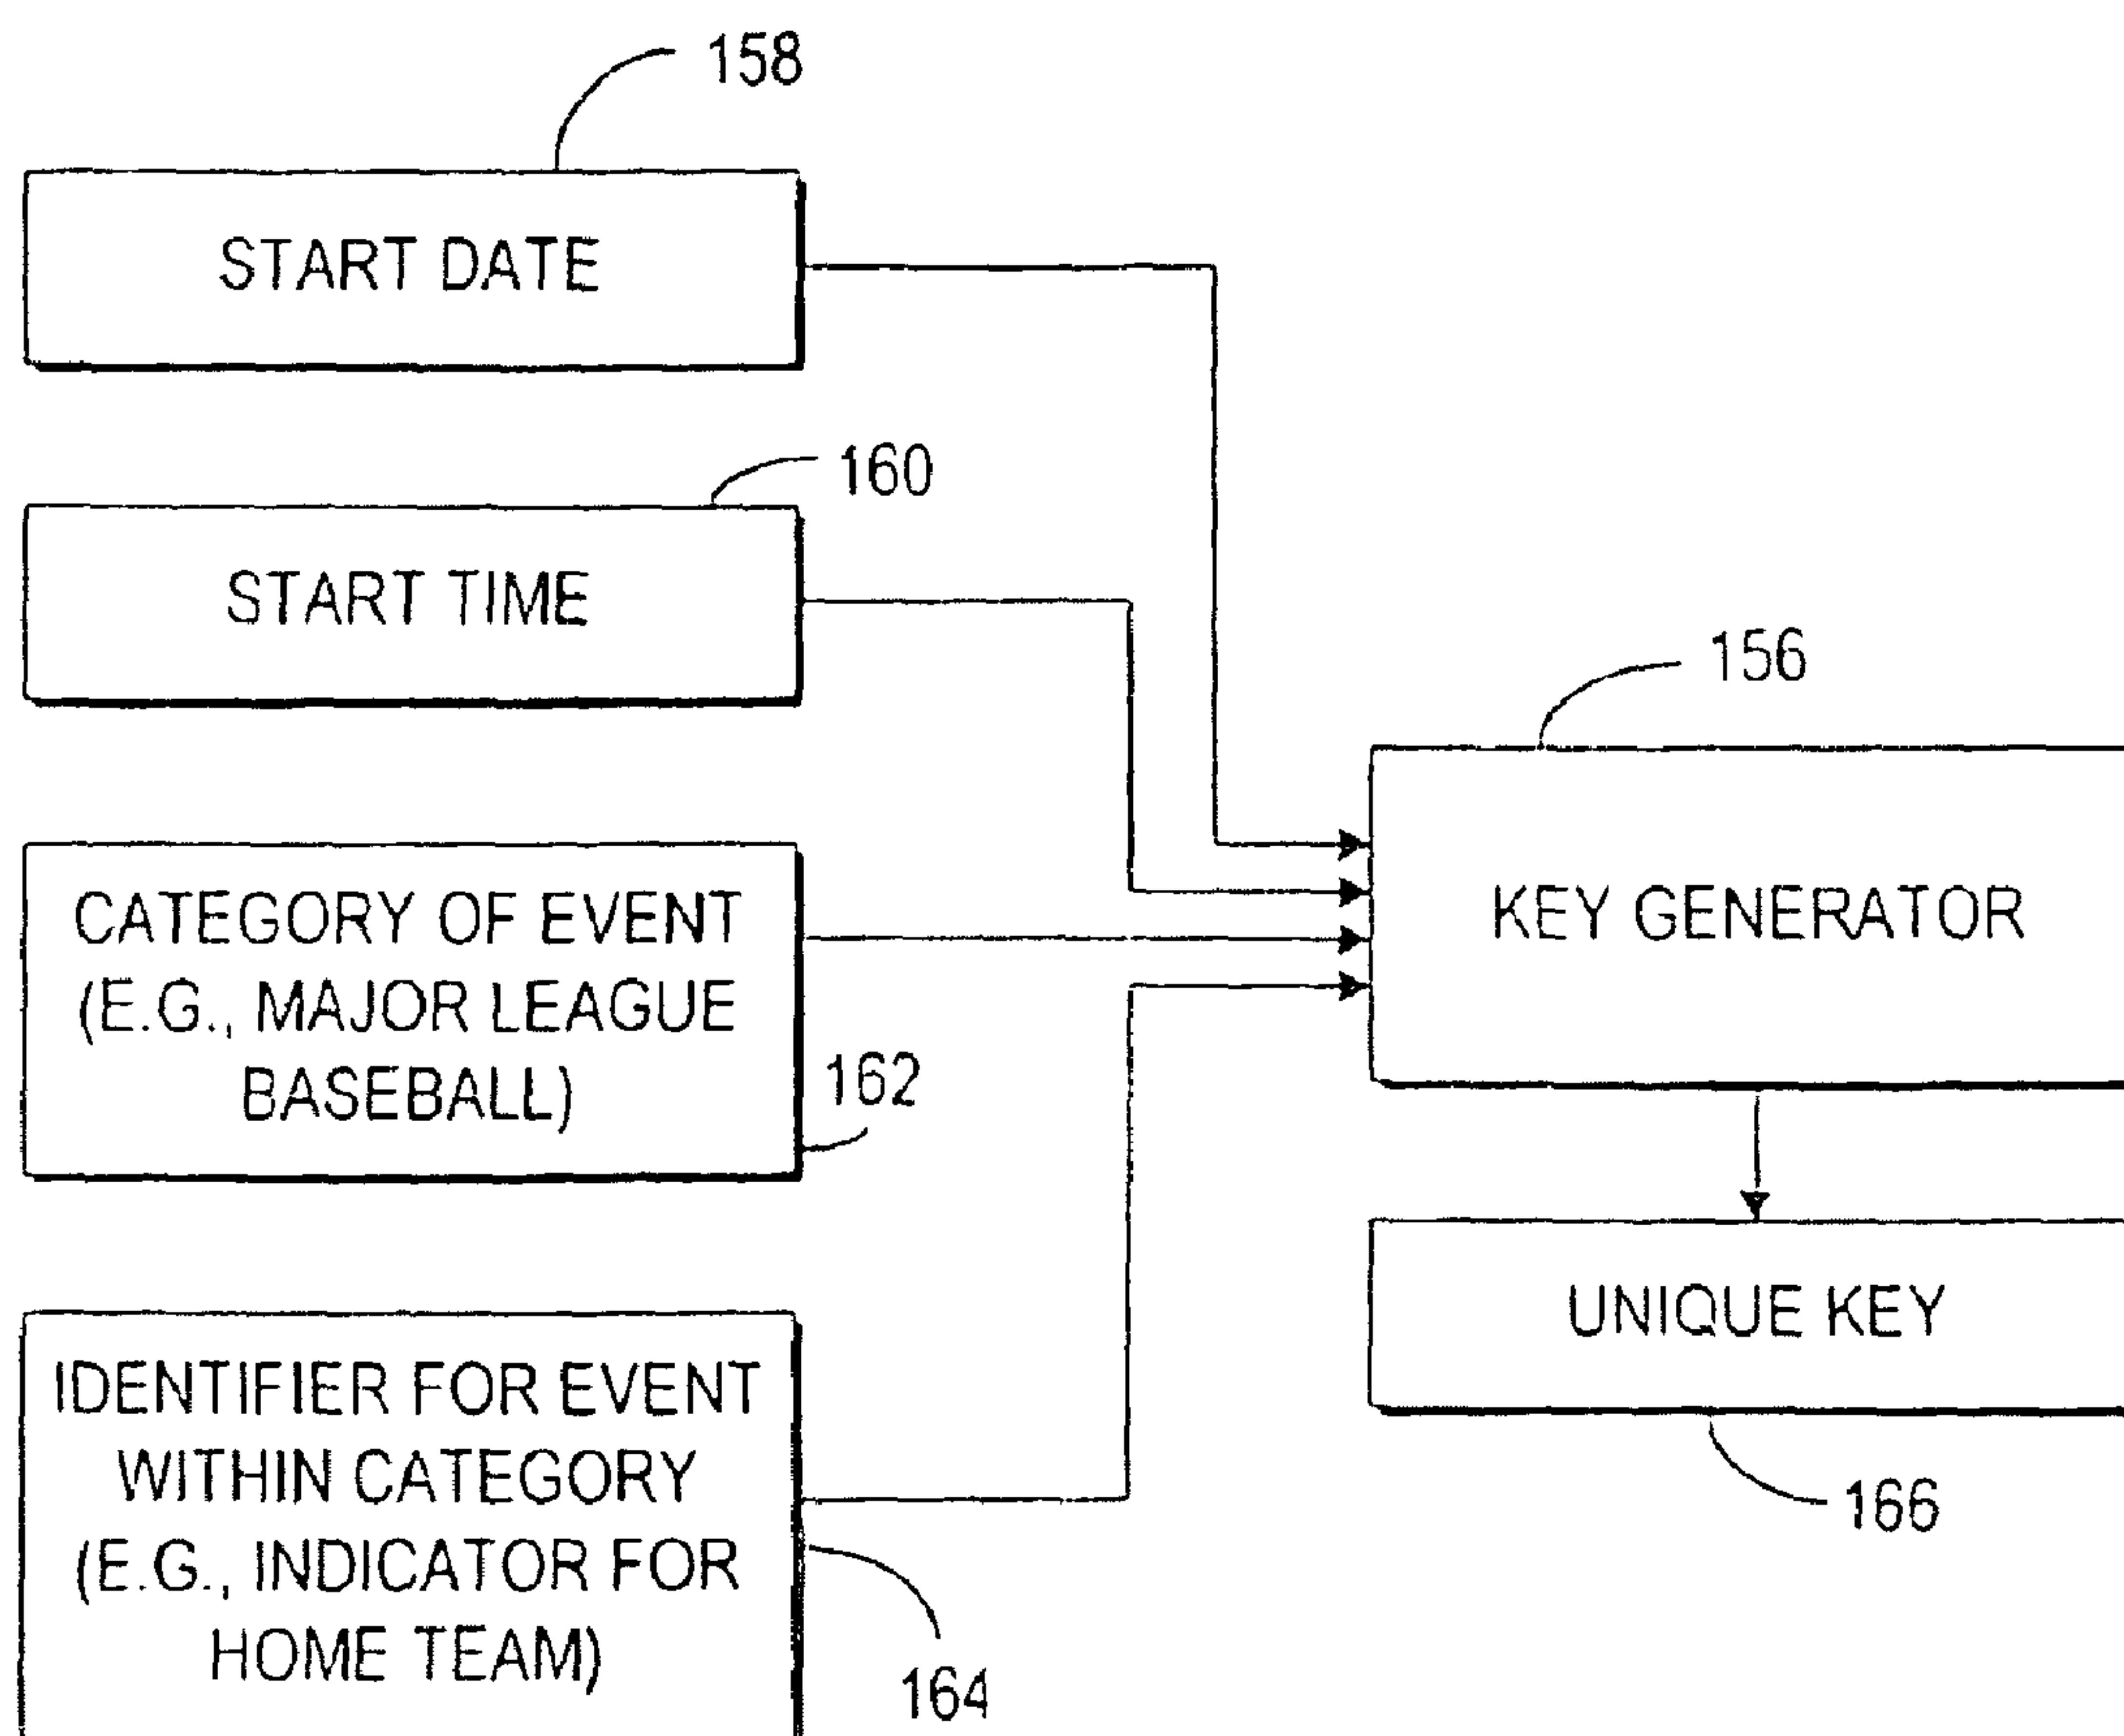 158
START DATE
160
START TIME
156
KEY GENERATOR
CATEGORY OF EVENT
(E.G., MAJOR LEAGUE
BASEBALL)
162
UNIQUE KEY
166
IDENTIFIER FOR EVENT
WITHIN CATEGORY
(E.G., INDICATOR FOR
HOME TEAM)
164